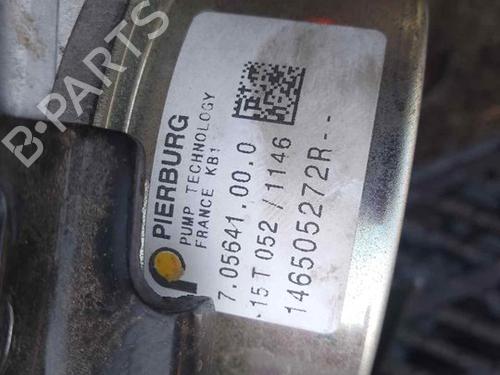 PIERBURG
PUMP TECHNOLOGY
FRANCE KB1
7.05641.00.0
·15 T 052 / 1146
146505272R--
B-PARTS